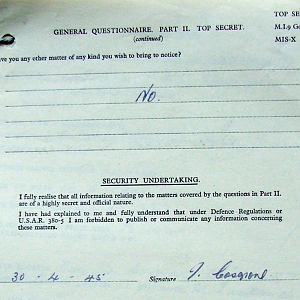 TOP SE
GENERAL QUESTIONNAIRE. PART II. TOP SECRET.
(continued)
M.I.9
MIS-X
ve you any other matter of any kind you wish to bring to notice?
No.
SECURITY UNDERTAKING.
I fully realise that all information relating to the matters covered by the questions in Part II.
are of a highly secret and official nature.
I have had explained to me and fully understand that under Defence Regulations or
U.S.A.R. 380-5 I am forbidden to publish or communicate any information concerning
these matters.
30 - 4 - 45
Signature
Cosgrove